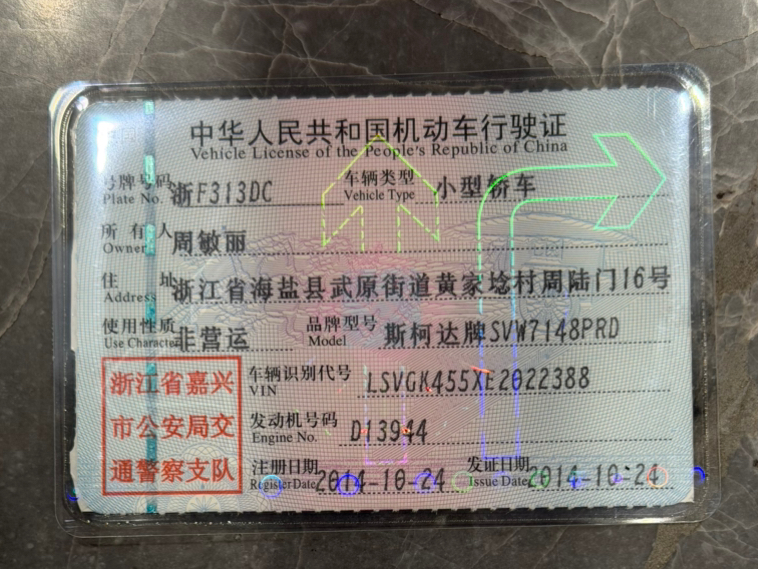 中华人民共和国机动车行驶证
Vehicle License of the People's Republic of China
号牌号码 浙F313DC 车辆类型 小型轿车
Plate No. Vehicle Type
所有人 周敏丽
Owner
住址 浙江省海盐县武原街道黄家埝村周陆门16号
Address
使用性质 非营运 品牌型号 斯柯达牌SVW7148PRD
Use Character Model
浙江省嘉兴
市公安局交
通警察支队
车辆识别代号 LSVGK455XE2022388
VIN
发动机号码 D13944
Engine No.
注册日期 2014-10-24 发证日期 2014-10-24
Register Date Issue Date